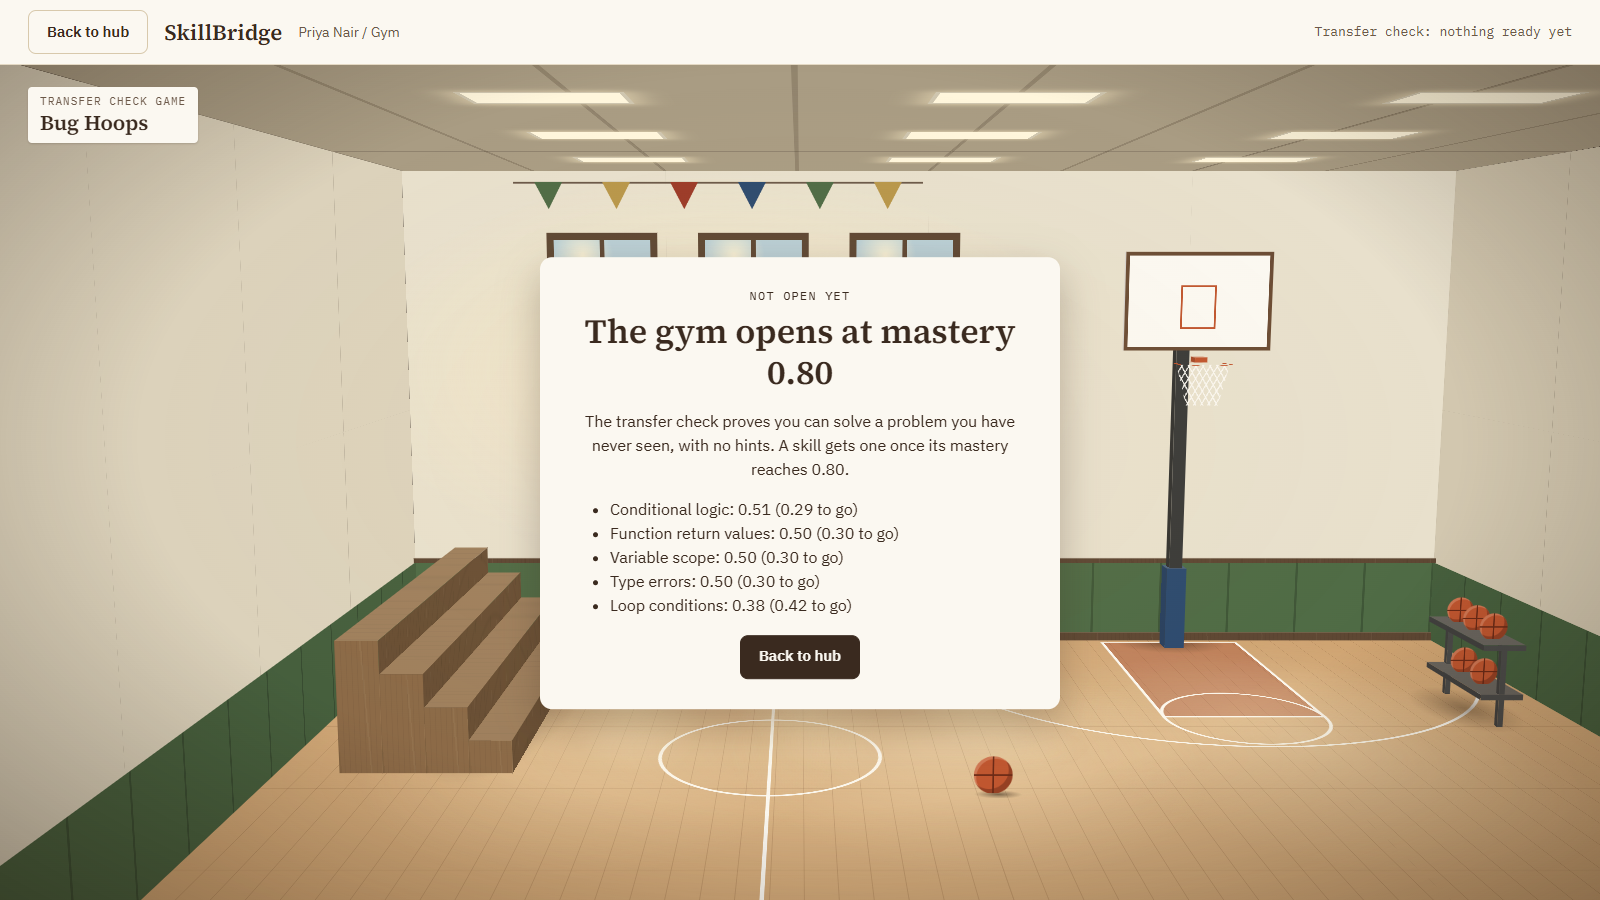 Back to hub
SkillBridge
Priya Nair / Gym
Transfer check: nothing ready yet
TRANSFER CHECK GAME
Bug Hoops
NOT OPEN YET
The gym opens at mastery
0.80
The transfer check proves you can solve a problem you have
never seen, with no hints. A skill gets one once its mastery
reaches 0.80.
• Conditional logic: 0.51 (0.29 to go)
• Function return values: 0.50 (0.30 to go)
• Variable scope: 0.50 (0.30 to go)
• Type errors: 0.50 (0.30 to go)
• Loop conditions: 0.38 (0.42 to go)
Back to hub